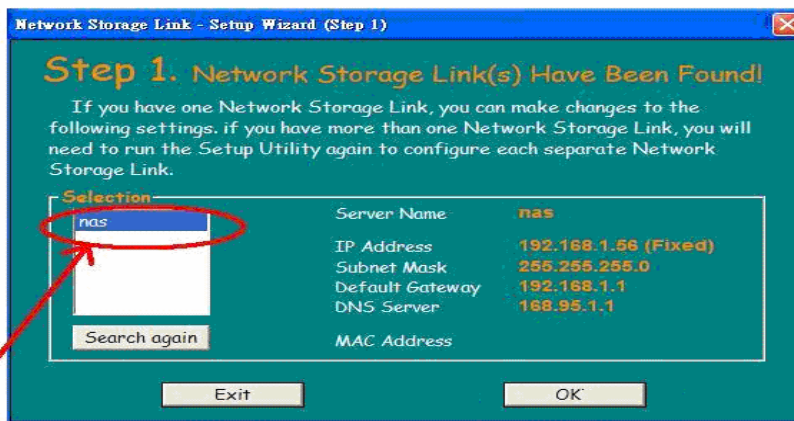 Network Storage Link - Setup Wizard (Step 1)
Step 1. Network Storage Link(s) Have Been Found!
If you have one Network Storage Link, you can make changes to the
following settings. if you have more than one Network Storage Link, you will
need to run the Setup Utility again to configure each separate Network
Storage Link.
Selection
nas
Server Name nas
IP Address 192.168.1.56 (Fixed)
Subnet Mask 255.255.255.0
Default Gateway 192.168.1.1
DNS Server 168.95.1.1
Search again
MAC Address
Exit
OK